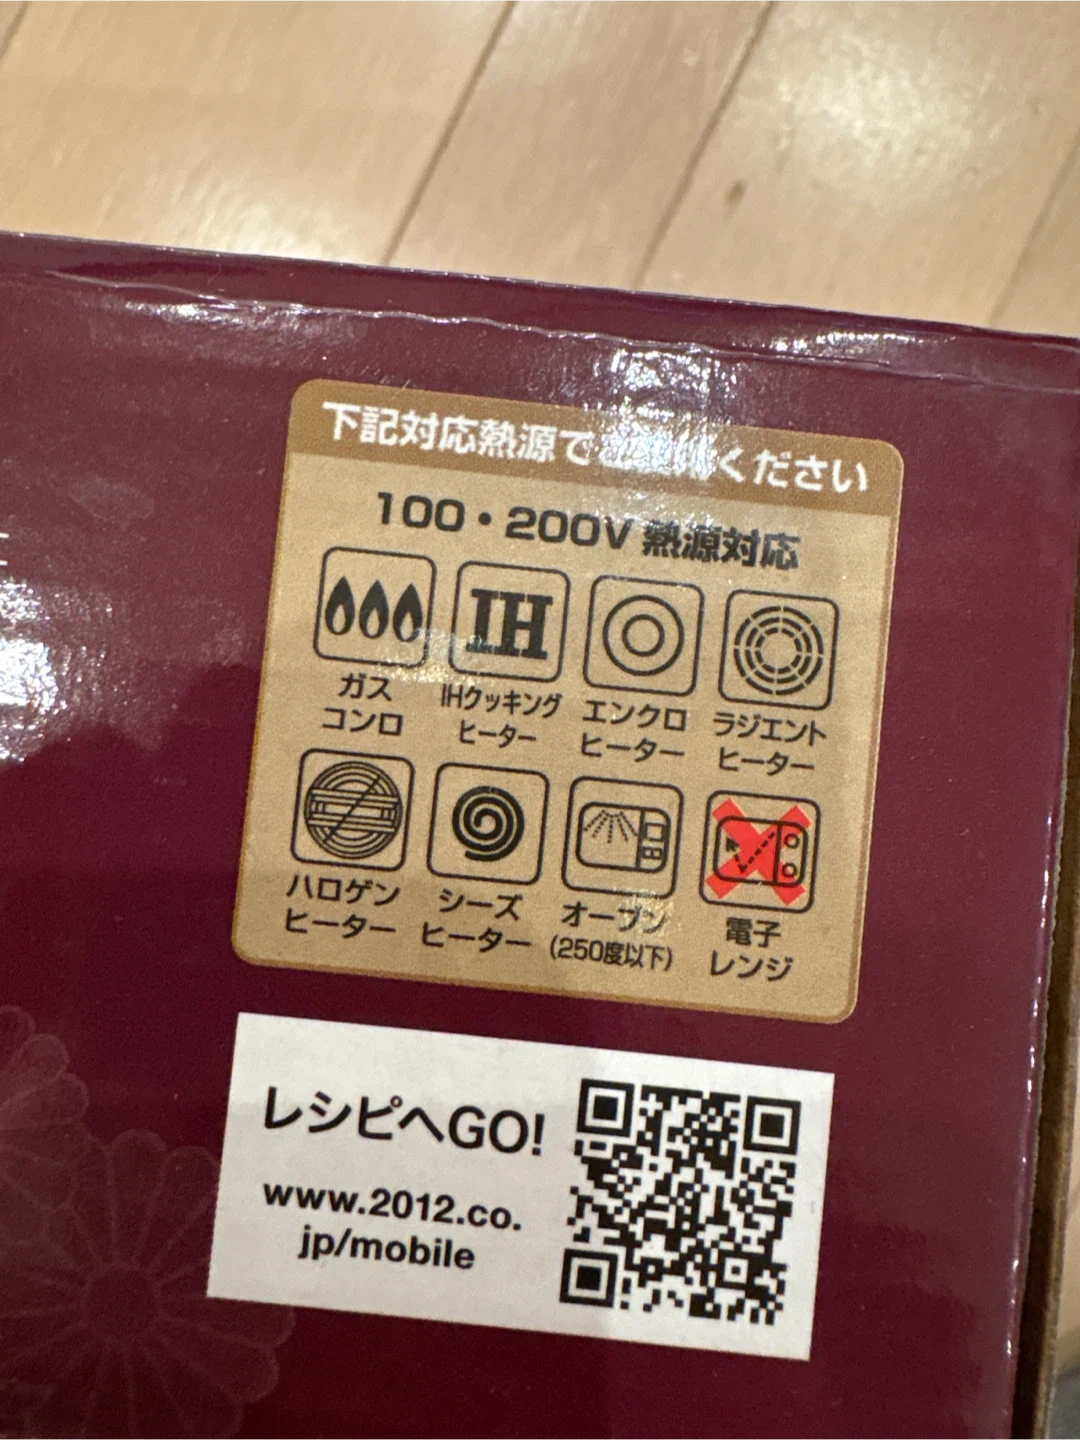 下記対応熱源でご使用ください
100・200V 熱源対応
IH
ガス
コンロ
IHクッキング
ヒーター
エンクロ
ヒーター
ラジエント
ヒーター
ハロゲン
ヒーター
シーズ
ヒーター
オーブン
(250度以下)
電子
レンジ
レシピへGO!
www.2012.co.
jp/mobile